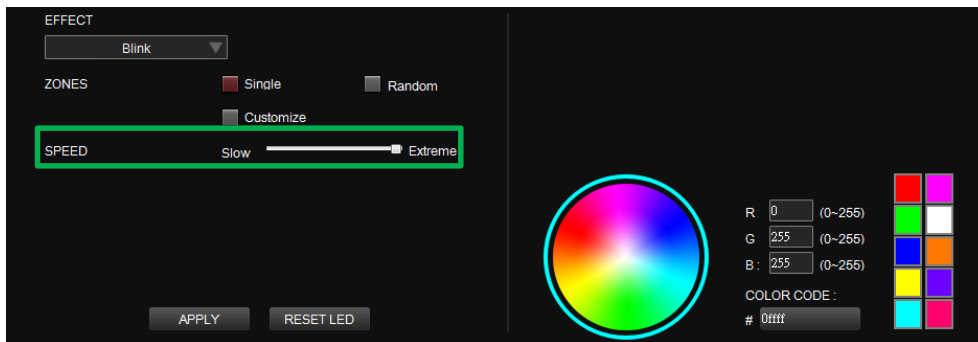 EFFECT
Blink
ZONES Single Random
Customize
SPEED Slow Extreme
APPLY RESET LED
R: 0 (0~255)
G 255 (0~255)
B: 255 (0~255)
COLOR CODE :
# 0ffff